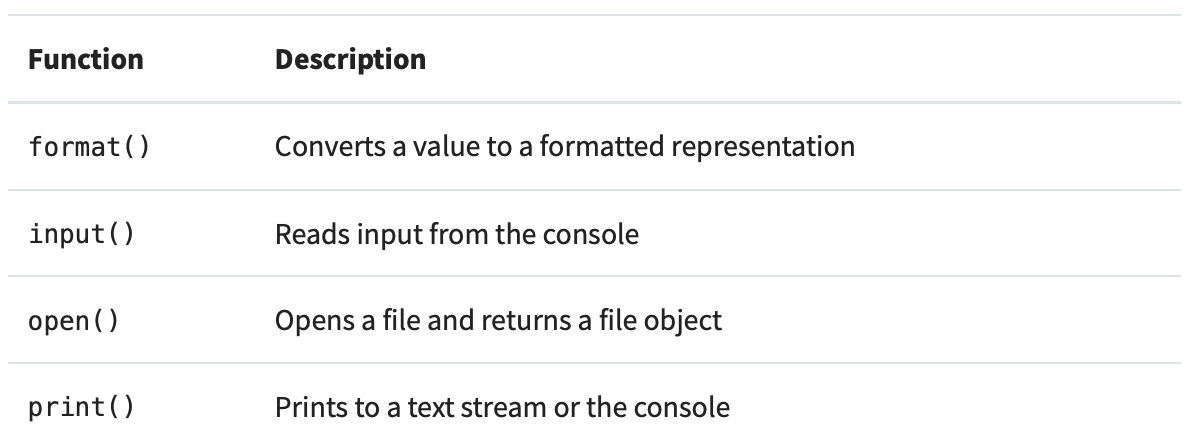 Function Description
format() Converts a value to a formatted representation
input() Reads input from the console
open() Opens a file and returns a file object
print() Prints to a text stream or the console